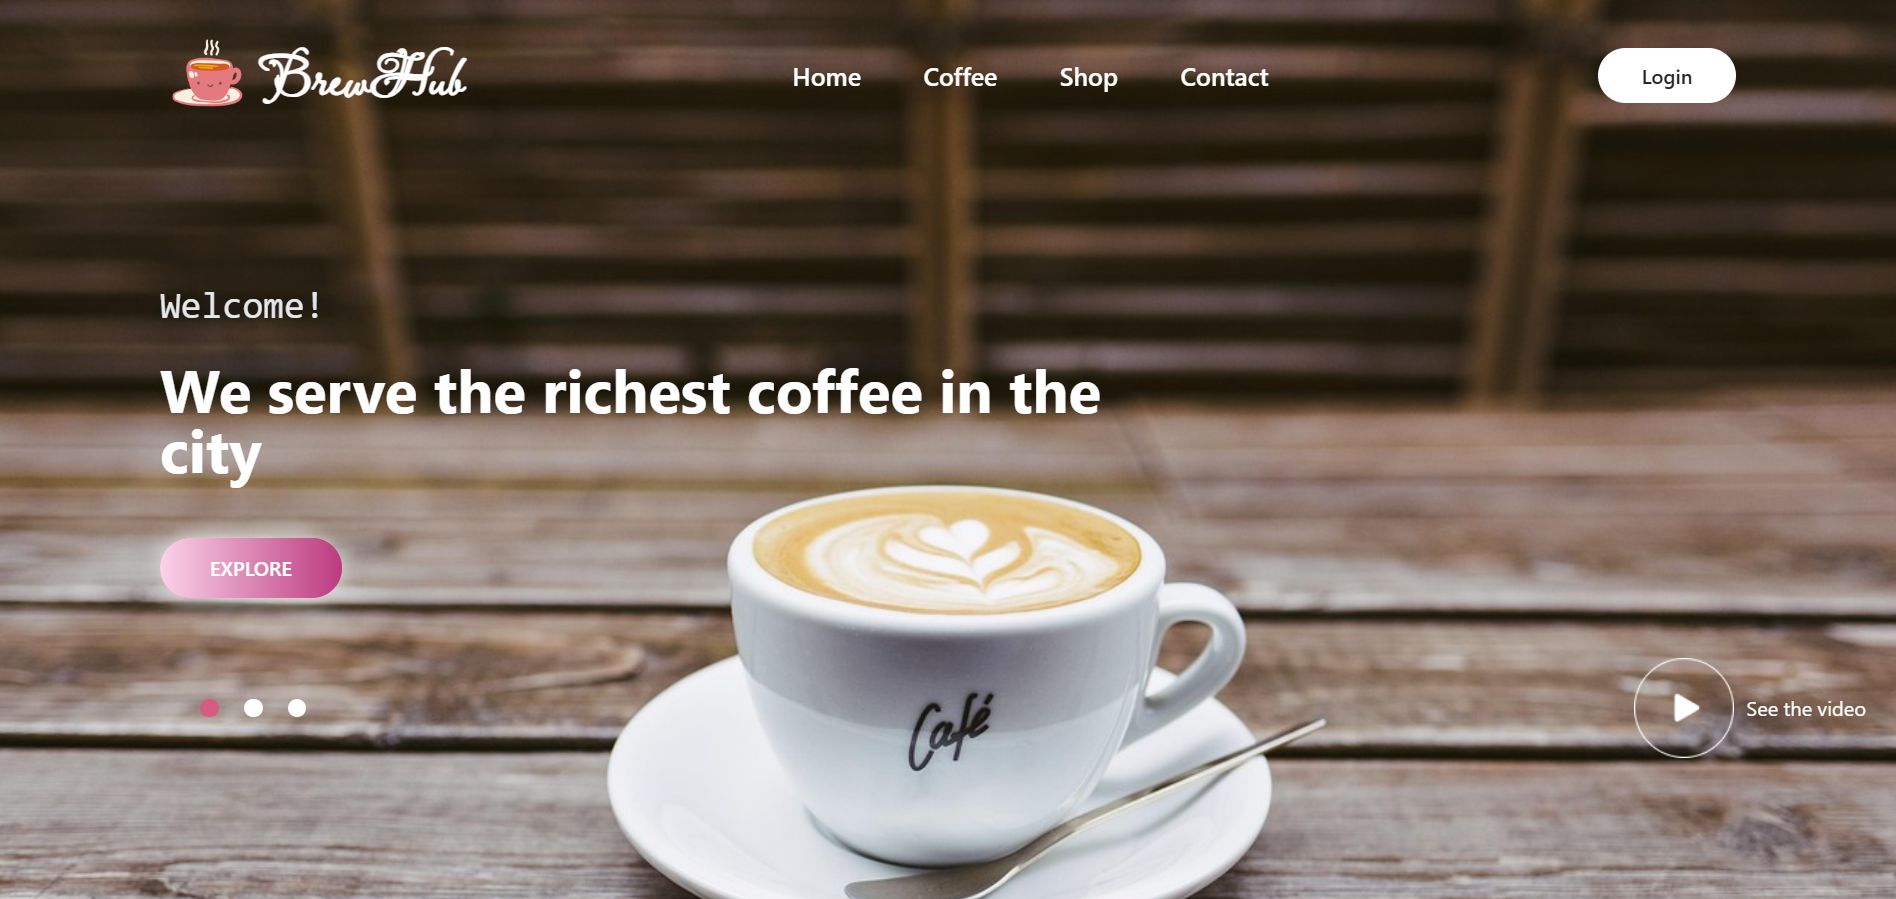 BrewHub
Home
Coffee
Shop
Contact
Login
Welcome!
We serve the richest coffee in the
city
EXPLORE
Café
See the video